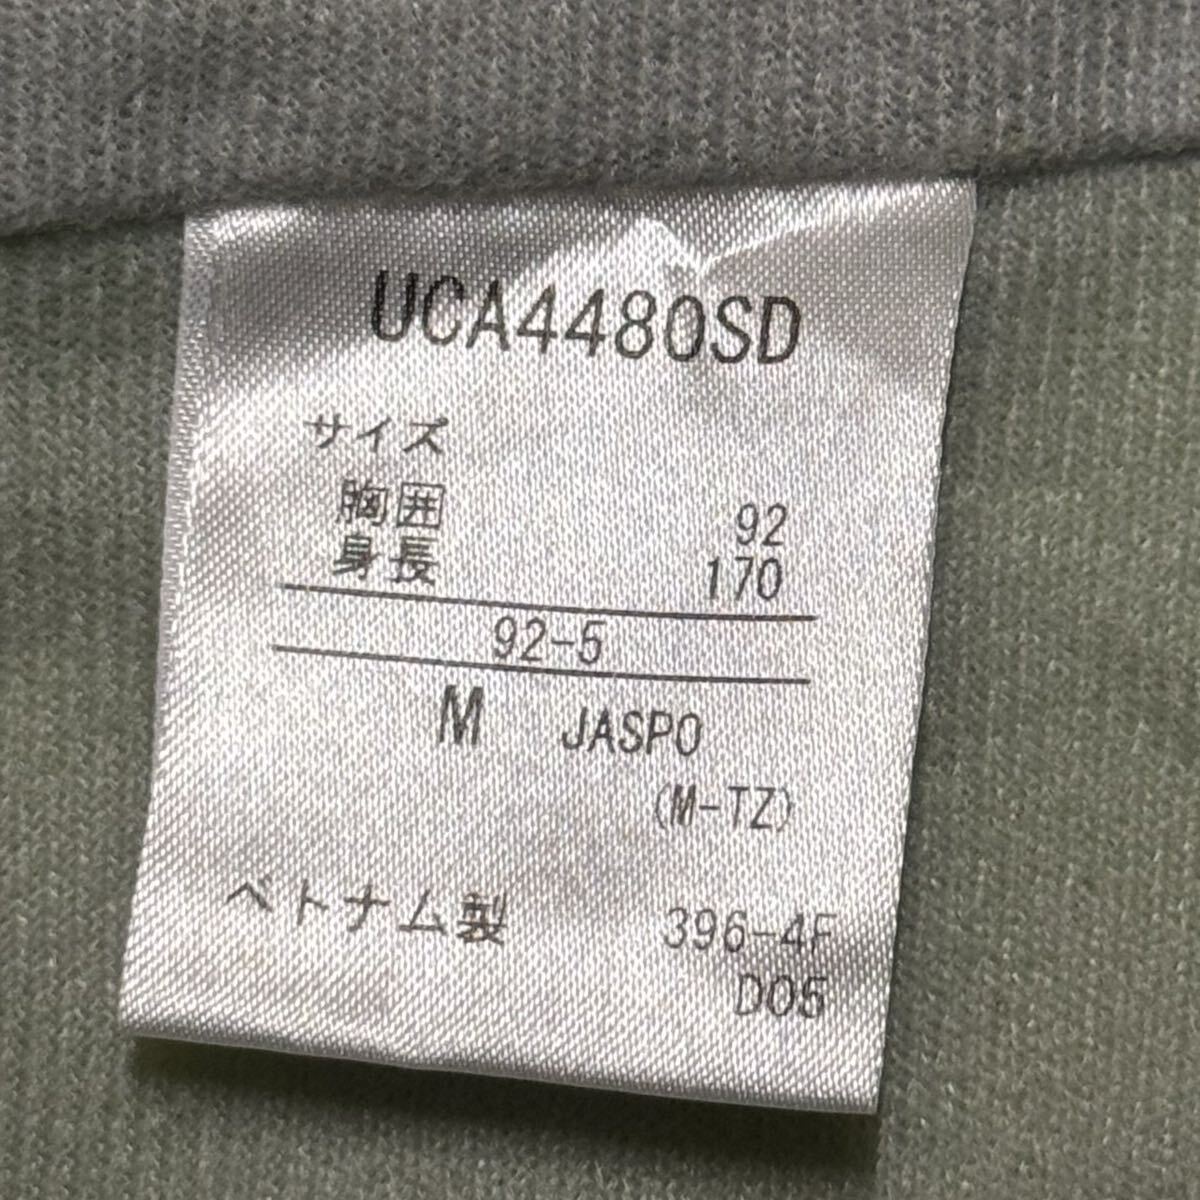 UCA4480SD
サイズ
胸囲 92
身長 170
92-5
M JASPO
(M-TZ)
ベトナム製 396-4F
D05